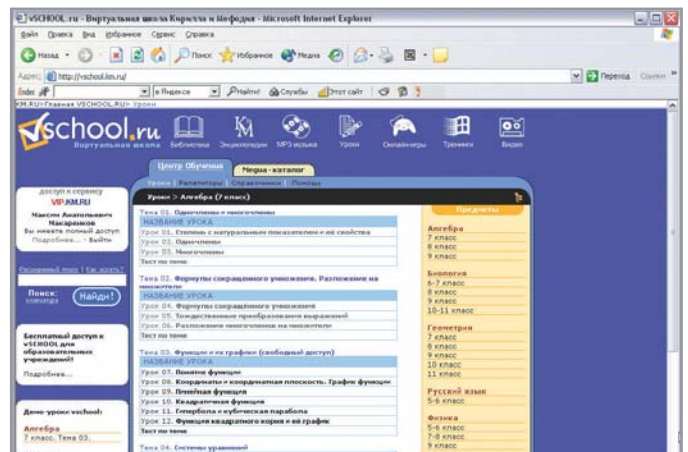 vSCHOOL.ru - Виртуальная школа Кирилла и Мефодия - Microsoft Internet Explorer
Файл Правка Вид Избранное Сервис Справка
Назад Поиск Избранное Медиа
Адрес: http://vschool.km.ru/ Переход Ссылки
Яndex в Яндексе Найти! Службы Этот сайт
KM.RU>Главная VSCHOOL.RU> Уроки
vschool.ru
Виртуальная школа
Библиотека Энциклопедии MP3 музыка Уроки Онлайн-игры Тренинги Видео
Центр Обучения Медиа-каталог
Уроки | Репетиторы | Справочники | Помощь
Уроки > Алгебра (7 класс)
доступ к сервису
VIP.KM.RU
Максим Анатольевич
Макаренков
Вы имеете полный доступ
Подробнее... · Выйти
Расширенный поиск | Как искать?
Поиск:
Найди!
Бесплатный доступ к
vSCHOOL для
образовательных
учреждений!
Подробнее...
Демо-уроки vschool:
Алгебра
7 класс. Тема 03.
Тема 01. Одночлены и многочлены
НАЗВАНИЕ УРОКА
Урок 01. Степень с натуральным показателем и её свойства
Урок 02. Одночлены
Урок 03. Многочлены
Тест по теме
Тема 02. Формулы сокращённого умножения. Разложение на
множители
НАЗВАНИЕ УРОКА
Урок 04. Формулы сокращённого умножения
Урок 05. Тождественные преобразования выражений
Урок 06. Разложение многочленов на множители
Тест по теме
Тема 03. Функции и их графики (свободный доступ)
НАЗВАНИЕ УРОКА
Урок 07. Понятие функции
Урок 08. Координаты и координатная плоскость. График функции
Урок 09. Линейная функция
Урок 10. Квадратичная функция
Урок 11. Гипербола и кубическая парабола
Урок 12. Функция квадратного корня и её график
Тест по теме
Тема 04. Системы уравнений
Предметы
Алгебра
7 класс
8 класс
9 класс
Биология
6-7 класс
8 класс
9 класс
10-11 класс
Геометрия
7 класс
8 класс
9 класс
10 класс
11 класс
Русский язык
5-6 класс
Физика
5-6 класс
7-8 класс
9 класс